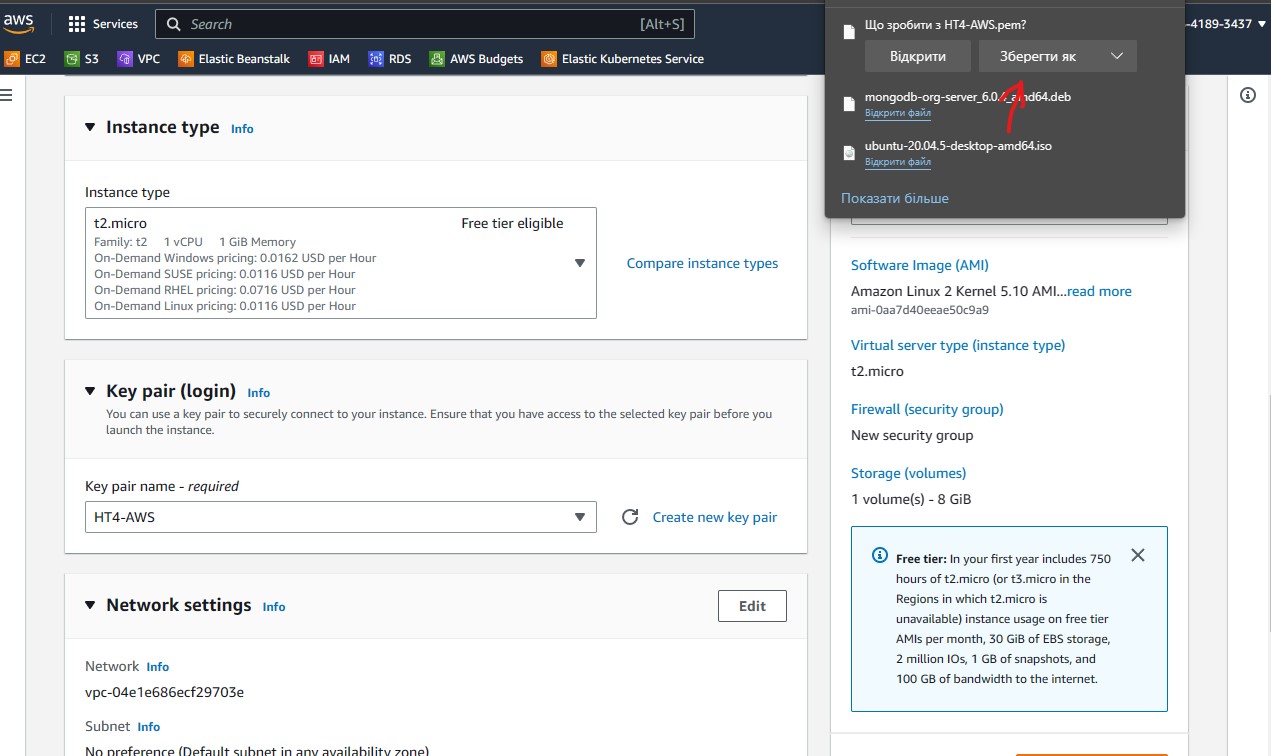 aws
Services
Search
[Alt+S]
-4189-3437
EC2
S3
VPC
Elastic Beanstalk
IAM
RDS
AWS Budgets
Elastic Kubernetes Service
Що зробити з HT4-AWS.pem?
Відкрити
Зберегти як
mongodb-org-server_6.0.4_amd64.deb
Відкрити файл
ubuntu-20.04.5-desktop-amd64.iso
Відкрити файл
Показати більше
Instance type Info
Instance type
t2.micro
Free tier eligible
Family: t2 1 vCPU 1 GiB Memory
On-Demand Windows pricing: 0.0162 USD per Hour
On-Demand SUSE pricing: 0.0116 USD per Hour
On-Demand RHEL pricing: 0.0716 USD per Hour
On-Demand Linux pricing: 0.0116 USD per Hour
Compare instance types
Key pair (login) Info
You can use a key pair to securely connect to your instance. Ensure that you have access to the selected key pair before you
launch the instance.
Key pair name - required
HT4-AWS
Create new key pair
Network settings Info
Edit
Network Info
vpc-04e1e686ecf29703e
Subnet Info
No preference (Default subnet in any availability zone)
Software Image (AMI)
Amazon Linux 2 Kernel 5.10 AMI...read more
ami-0aa7d40eeae50c9a9
Virtual server type (instance type)
t2.micro
Firewall (security group)
New security group
Storage (volumes)
1 volume(s) - 8 GiB
Free tier: In your first year includes 750
hours of t2.micro (or t3.micro in the
Regions in which t2.micro is
unavailable) instance usage on free tier
AMIs per month, 30 GiB of EBS storage,
2 million IOs, 1 GB of snapshots, and
100 GB of bandwidth to the internet.